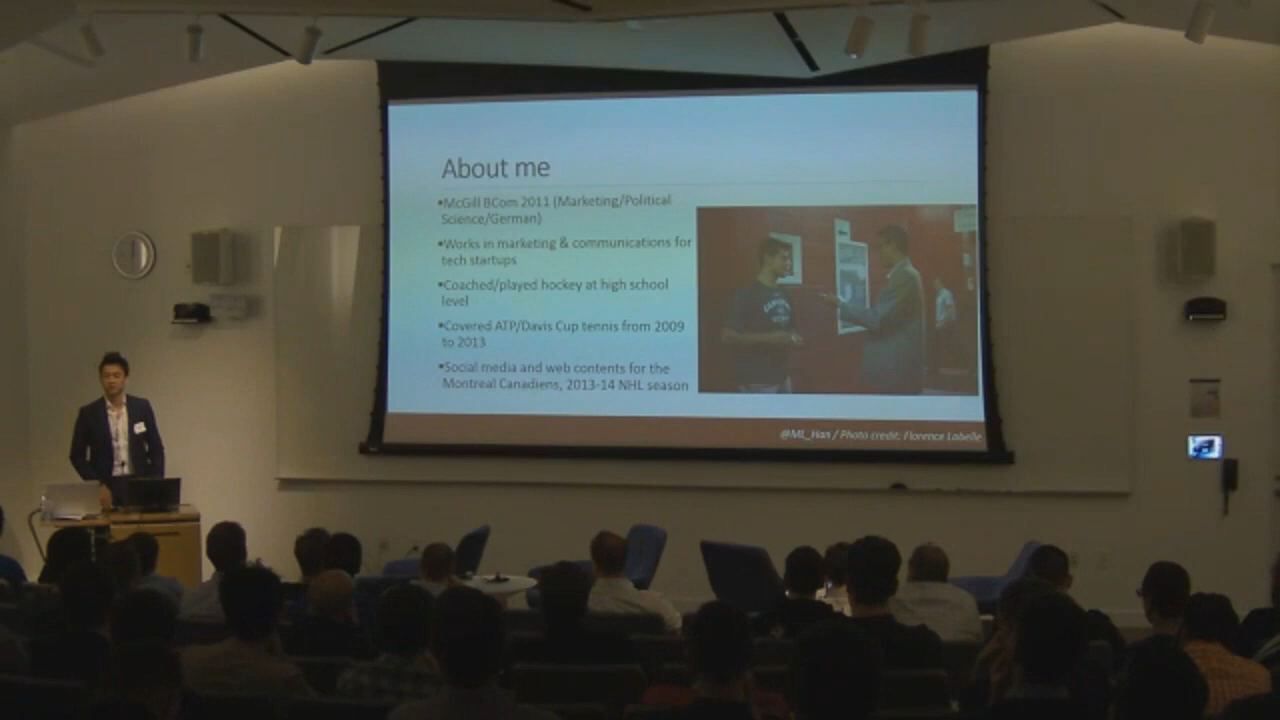 About me
▪McGill BCom 2011 (Marketing/Political
Science/German)
▪Works in marketing & communications for
tech startups
▪Coached/played hockey at high school
level
▪Covered ATP/Davis Cup tennis from 2009
to 2013
▪Social media and web contents for the
Montreal Canadiens, 2013-14 NHL season
@ML_Han / Photo credit: Florence Labelle